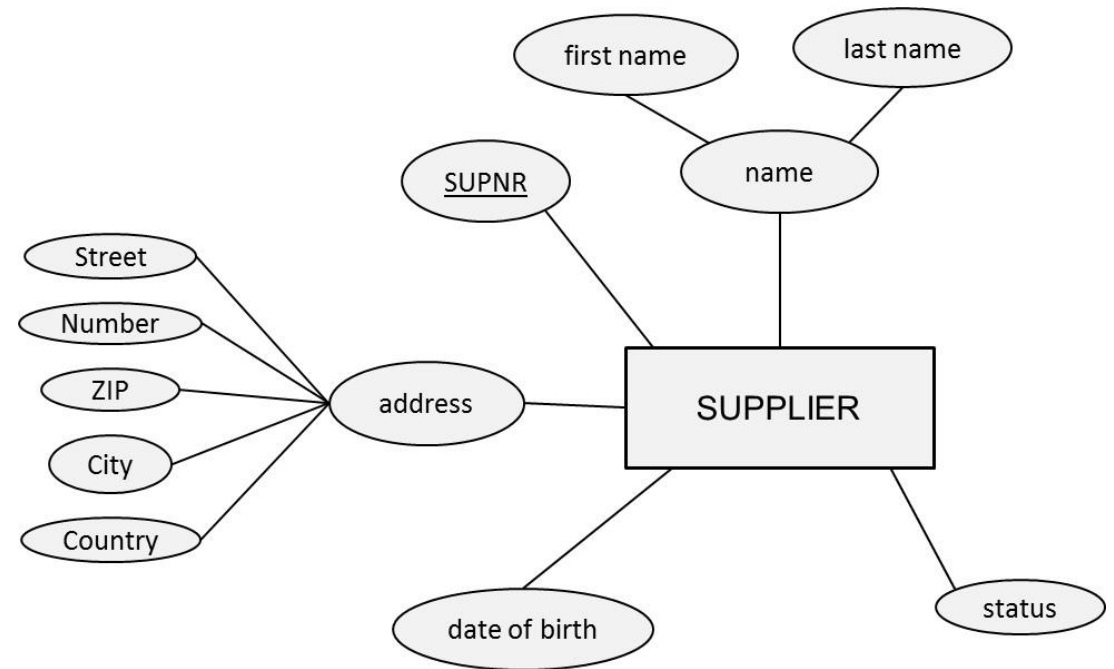 first name
last name
name
SUPNR
Street
Number
ZIP
City
Country
address
SUPPLIER
date of birth
status